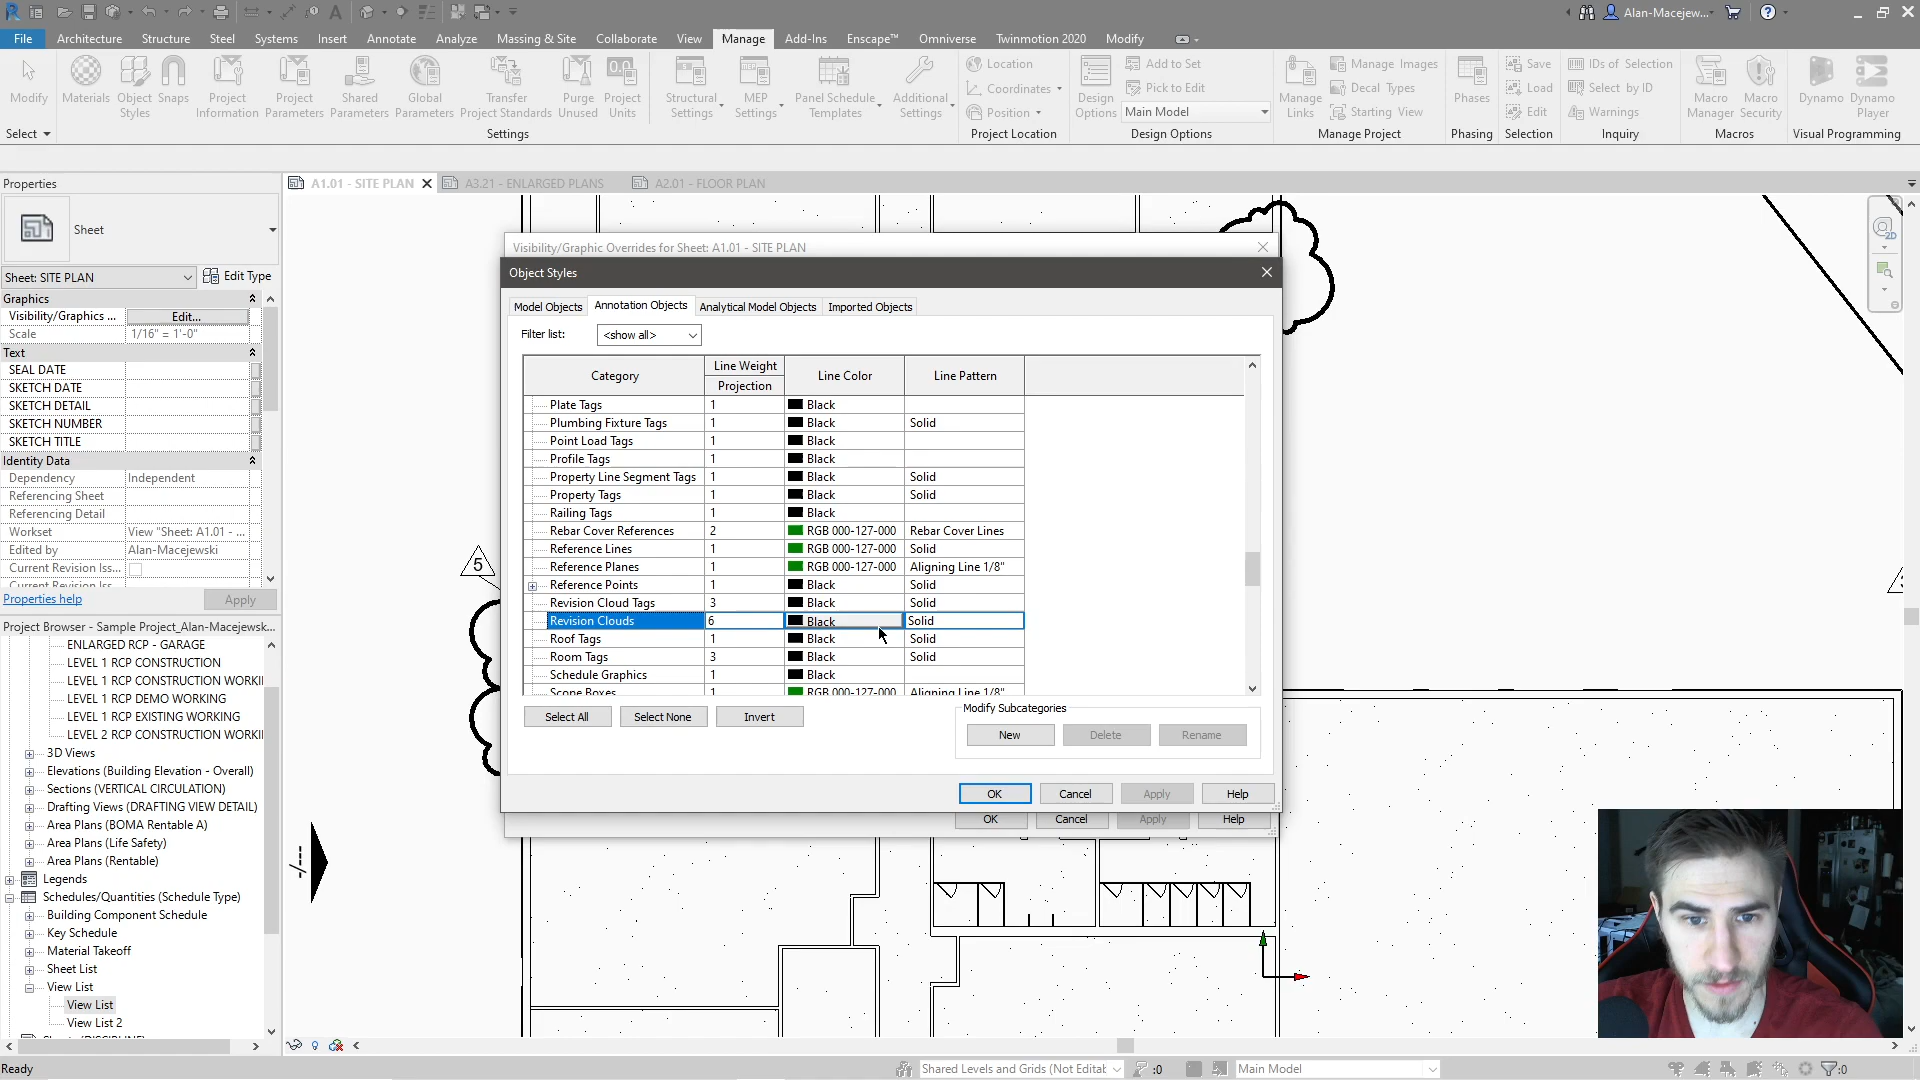 Alan-Macejew...
File Architecture Structure Steel Systems Insert Annotate Analyze Massing & Site Collaborate View Manage Add-Ins Enscape™ Omniverse Twinmotion 2020 Modify
Modify
Materials
Object Styles
Snaps
Project Information
Project Parameters
Shared Parameters
Global Parameters
Transfer Project Standards
Purge Unused
Project Units
Structural Settings
MEP Settings
Panel Schedule Templates
Additional Settings
Location
Coordinates
Position
Design Options
Add to Set
Pick to Edit
Main Model
Manage Links
Manage Images
Decal Types
Starting View
Phases
Save
Load
Edit
IDs of Selection
Select by ID
Warnings
Macro Manager
Macro Security
Dynamo
Dynamo Player
Select
Settings
Project Location
Design Options
Manage Project
Phasing
Selection
Inquiry
Macros
Visual Programming
Properties
A1.01 - SITE PLAN
A3.21 - ENLARGED PLANS
A2.01 - FLOOR PLAN
Sheet
Sheet: SITE PLAN
Edit Type
Graphics
Visibility/Graphics ... Edit...
Scale 1/16" = 1'-0"
Text
SEAL DATE
SKETCH DATE
SKETCH DETAIL
SKETCH NUMBER
SKETCH TITLE
Identity Data
Dependency Independent
Referencing Sheet
Referencing Detail
Workset View "Sheet: A1.01 - ...
Edited by Alan-Macejewski
Current Revision Iss...
Current Revision Iss
Properties help
Apply
Project Browser - Sample Project_Alan-Macejewsk...
ENLARGED RCP - GARAGE
LEVEL 1 RCP CONSTRUCTION
LEVEL 1 RCP CONSTRUCTION WORKI
LEVEL 1 RCP DEMO WORKING
LEVEL 1 RCP EXISTING WORKING
LEVEL 2 RCP CONSTRUCTION WORKI
3D Views
Elevations (Building Elevation - Overall)
Sections (VERTICAL CIRCULATION)
Drafting Views (DRAFTING VIEW DETAIL)
Area Plans (BOMA Rentable A)
Area Plans (Life Safety)
Area Plans (Rentable)
Legends
Schedules/Quantities (Schedule Type)
Building Component Schedule
Key Schedule
Material Takeoff
Sheet List
View List
View List
View List 2
5
Visibility/Graphic Overrides for Sheet: A1.01 - SITE PLAN
Object Styles
Model Objects Annotation Objects Analytical Model Objects Imported Objects
Filter list: <show all>
Category Line Weight Line Color Line Pattern
Projection
Plate Tags 1 Black
Plumbing Fixture Tags 1 Black Solid
Point Load Tags 1 Black
Profile Tags 1 Black
Property Line Segment Tags 1 Black Solid
Property Tags 1 Black Solid
Railing Tags 1 Black
Rebar Cover References 2 RGB 000-127-000 Rebar Cover Lines
Reference Lines 1 RGB 000-127-000 Solid
Reference Planes 1 RGB 000-127-000 Aligning Line 1/8"
Reference Points 1 Black Solid
Revision Cloud Tags 3 Black Solid
Revision Clouds 6 Black Solid
Roof Tags 1 Black Solid
Room Tags 3 Black Solid
Schedule Graphics 1 Black
Scope Boxes 1 RGB 000-127-000 Aligning Line 1/8"
Select All
Select None
Invert
Modify Subcategories
New
Delete
Rename
OK
Cancel
Apply
Help
OK
Cancel
Apply
Help
Ready
Shared Levels and Grids (Not Editat
:0
Main Model
:0